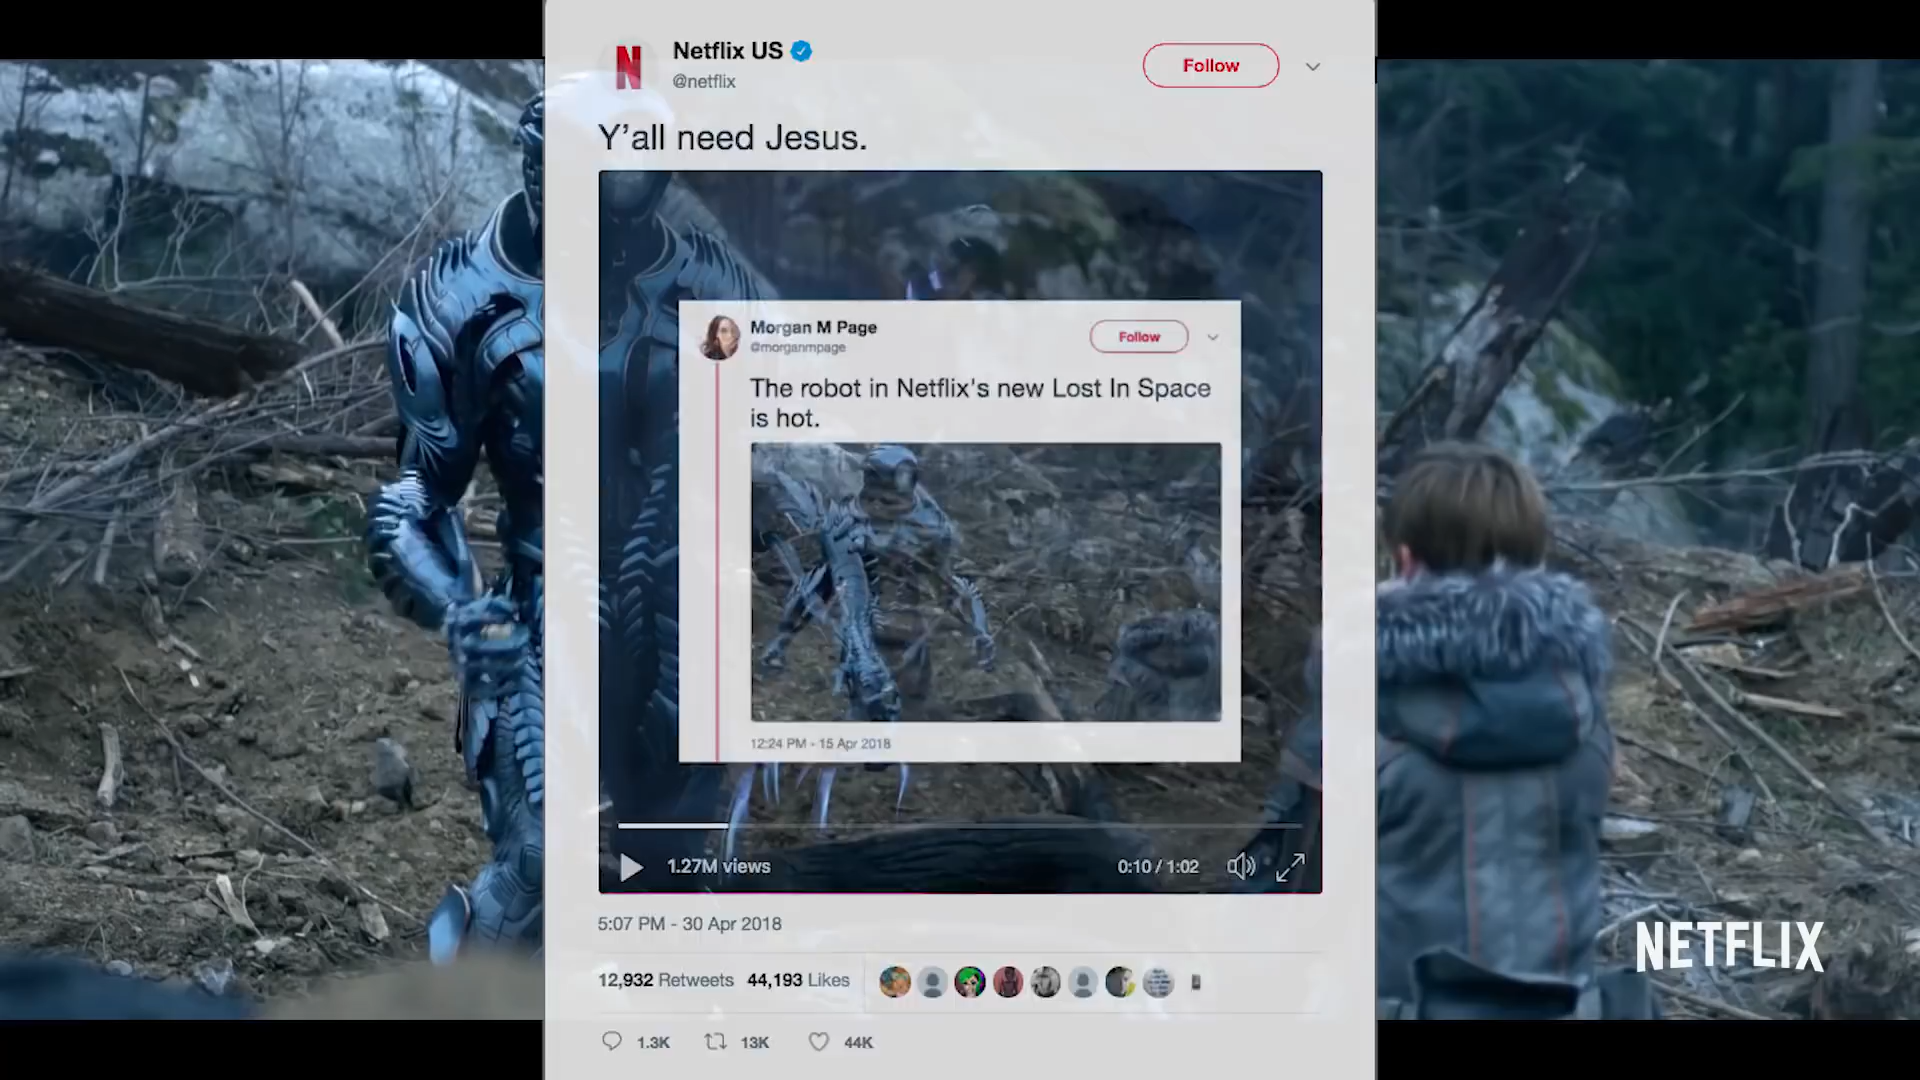 N
Netflix US
@netflix
Follow
Y'all need Jesus.
Morgan M Page
@morganmpage
Follow
The robot in Netflix's new Lost In Space
is hot.
12:24 PM - 15 Apr 2018
1.27M views
0:10 / 1:02
5:07 PM - 30 Apr 2018
12,932 Retweets 44,193 Likes
1.3K 13K 44K
NETFLIX